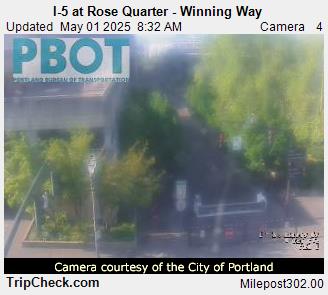 I-5 at Rose Quarter - Winning Way
Updated May 01 2025 8:32 AM Camera 4
PBOT
PORTLAND BUREAU OF TRANSPORTATION
Camera courtesy of the City of Portland
TripCheck.com Milepost302.00